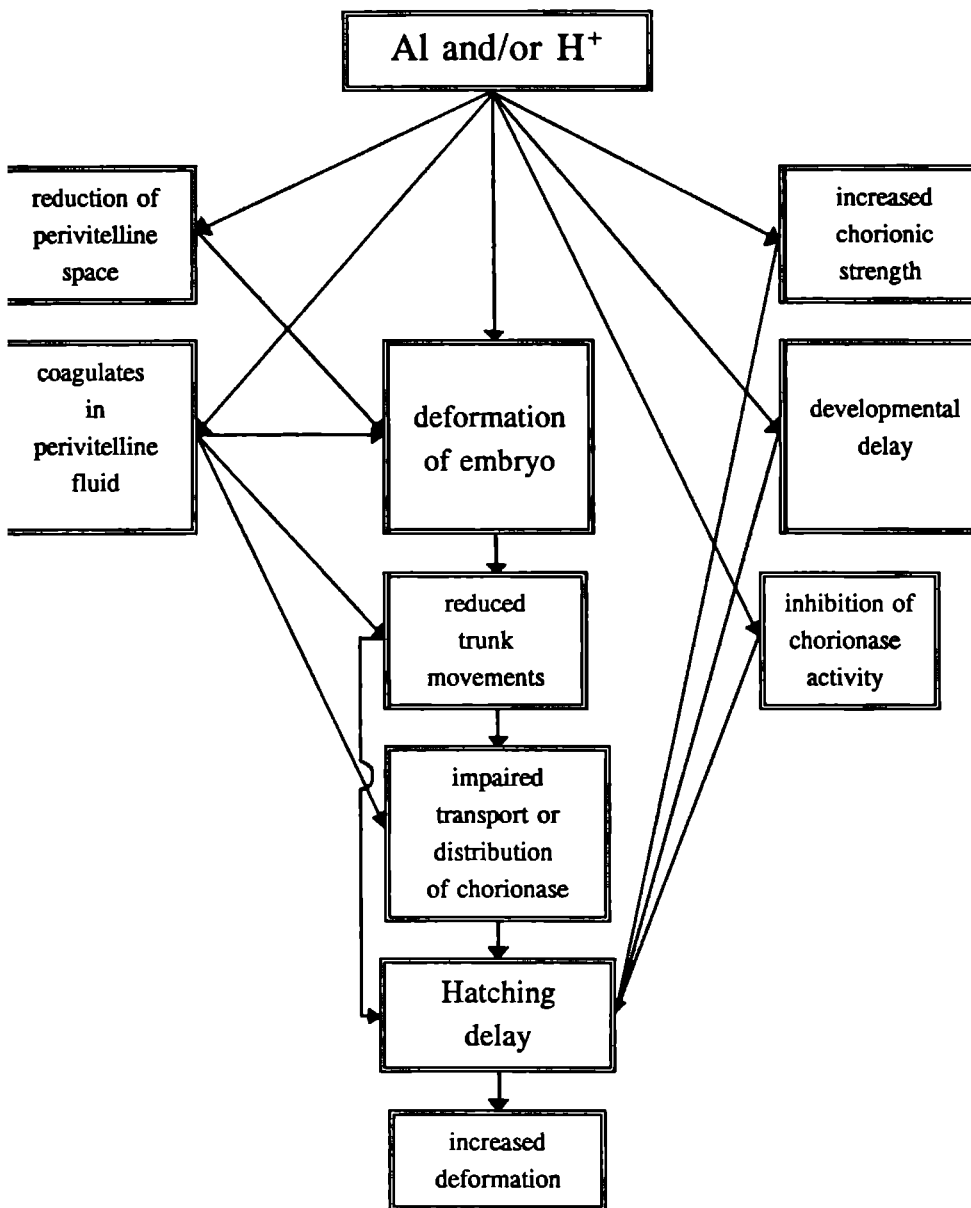 Al and/or H⁺
reduction of
perivitelline
space
increased
chorionic
strength
coagulates
in
perivitelline
fluid
deformation
of embryo
developmental
delay
reduced
trunk
movements
inhibition of
chorionase
activity
impaired
transport or
distribution
of chorionase
Hatching
delay
increased
deformation